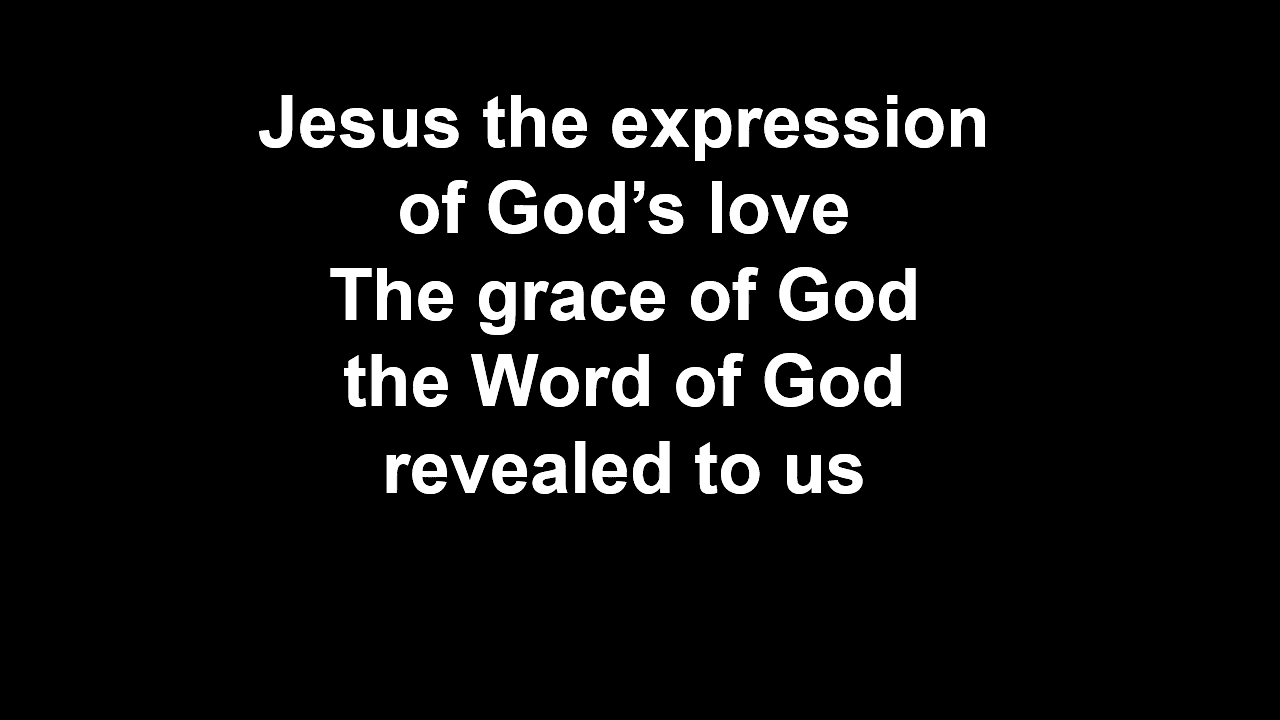 Jesus the expression
of God’s love
The grace of God
the Word of God
revealed to us